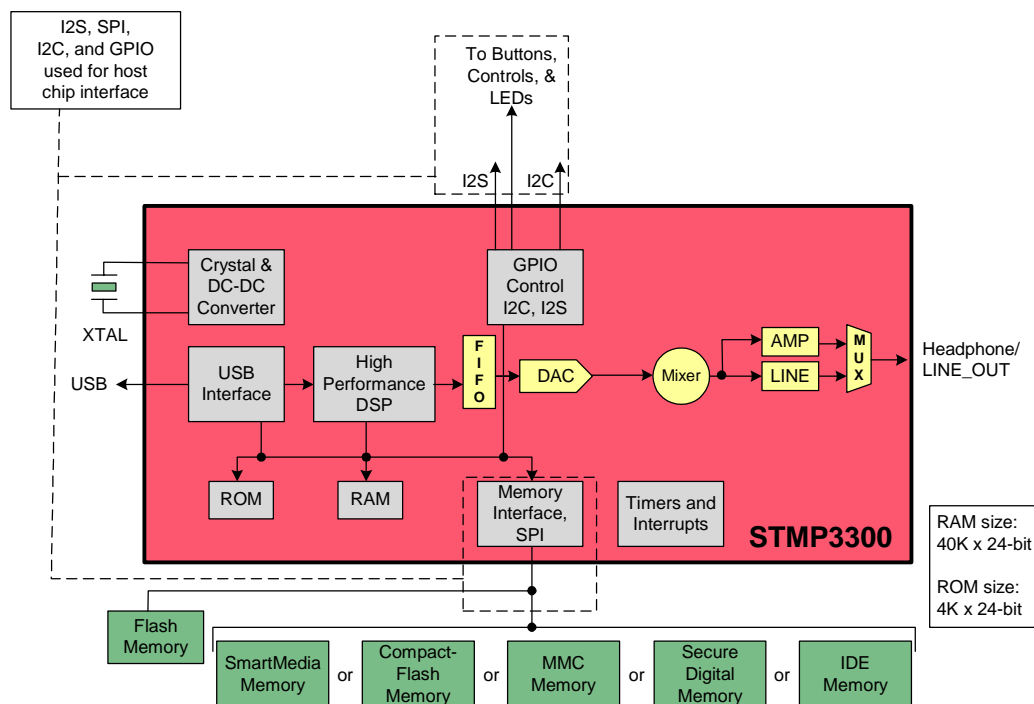 I2S, SPI,
I2C, and GPIO
used for host
chip interface
To Buttons,
Controls, &
LEDs
I2S
I2C
Crystal &
DC-DC
Converter
GPIO
Control
I2C, I2S
XTAL
USB
USB
Interface
High
Performance
DSP
F
I
F
O
DAC
Mixer
AMP
LINE
M
U
X
Headphone/
LINE_OUT
ROM
RAM
Memory
Interface,
SPI
Timers and
Interrupts
STMP3300
RAM size:
40K x 24-bit
ROM size:
4K x 24-bit
Flash
Memory
SmartMedia
Memory
or
Compact-
Flash
Memory
or
MMC
Memory
or
Secure
Digital
Memory
or
IDE
Memory